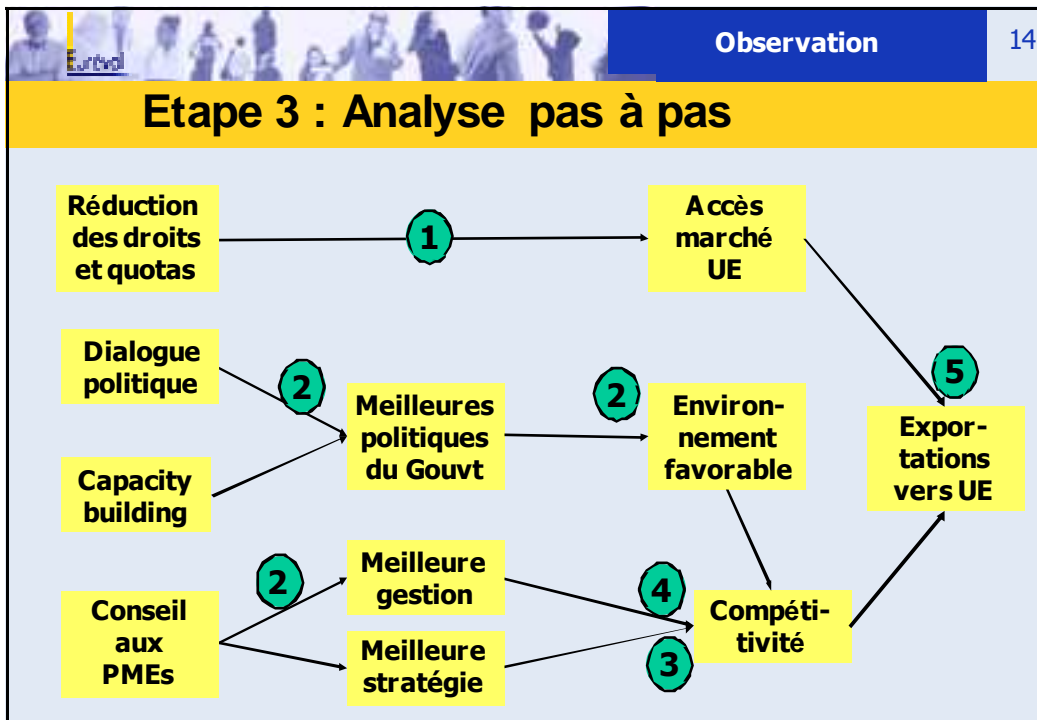 Eurêval
Observation
14
Etape 3 : Analyse pas à pas
Réduction
des droits
et quotas
1
Accès
marché
UE
Dialogue
politique
2
Meilleures
politiques
du Gouvt
2
Environ-
nement
favorable
5
Expor-
tations
vers UE
Capacity
building
Conseil
aux
PMEs
2
Meilleure
gestion
4
Meilleure
stratégie
3
Compéti-
tivité